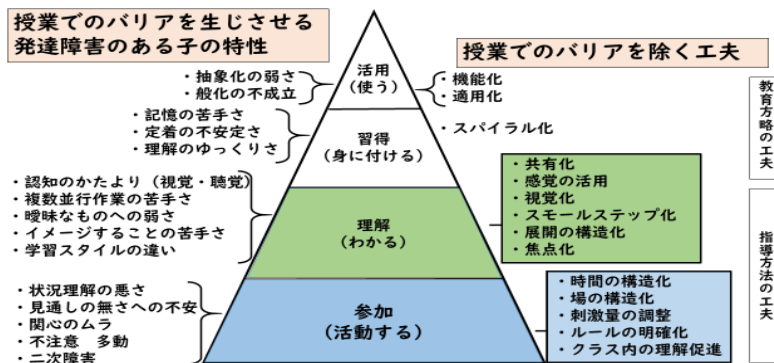 授業でのバリアを生じさせる
発達障害のある子の特性
授業でのバリアを除く工夫
・抽象化の弱さ
・般化の不成立
活用
(使う)
・機能化
・適用化
・記憶の苦手さ
・定着の不安定さ
・理解のゆっくりさ
習得
(身に付ける)
・スパイラル化
・認知のかたより（視覚・聴覚）
・複数並行作業の苦手さ
・曖昧なものへの弱さ
・イメージすることの苦手さ
・学習スタイルの違い
理解
(わかる)
・共有化
・感覚の活用
・視覚化
・スモールステップ化
・展開の構造化
・焦点化
・状況理解の悪さ
・見通しの無さへの不安
・関心のムラ
・不注意　多動
・二次障害
参加
(活動する)
・時間の構造化
・場の構造化
・刺激量の調整
・ルールの明確化
・クラス内の理解促進
教育方略の工夫
指導方法の工夫